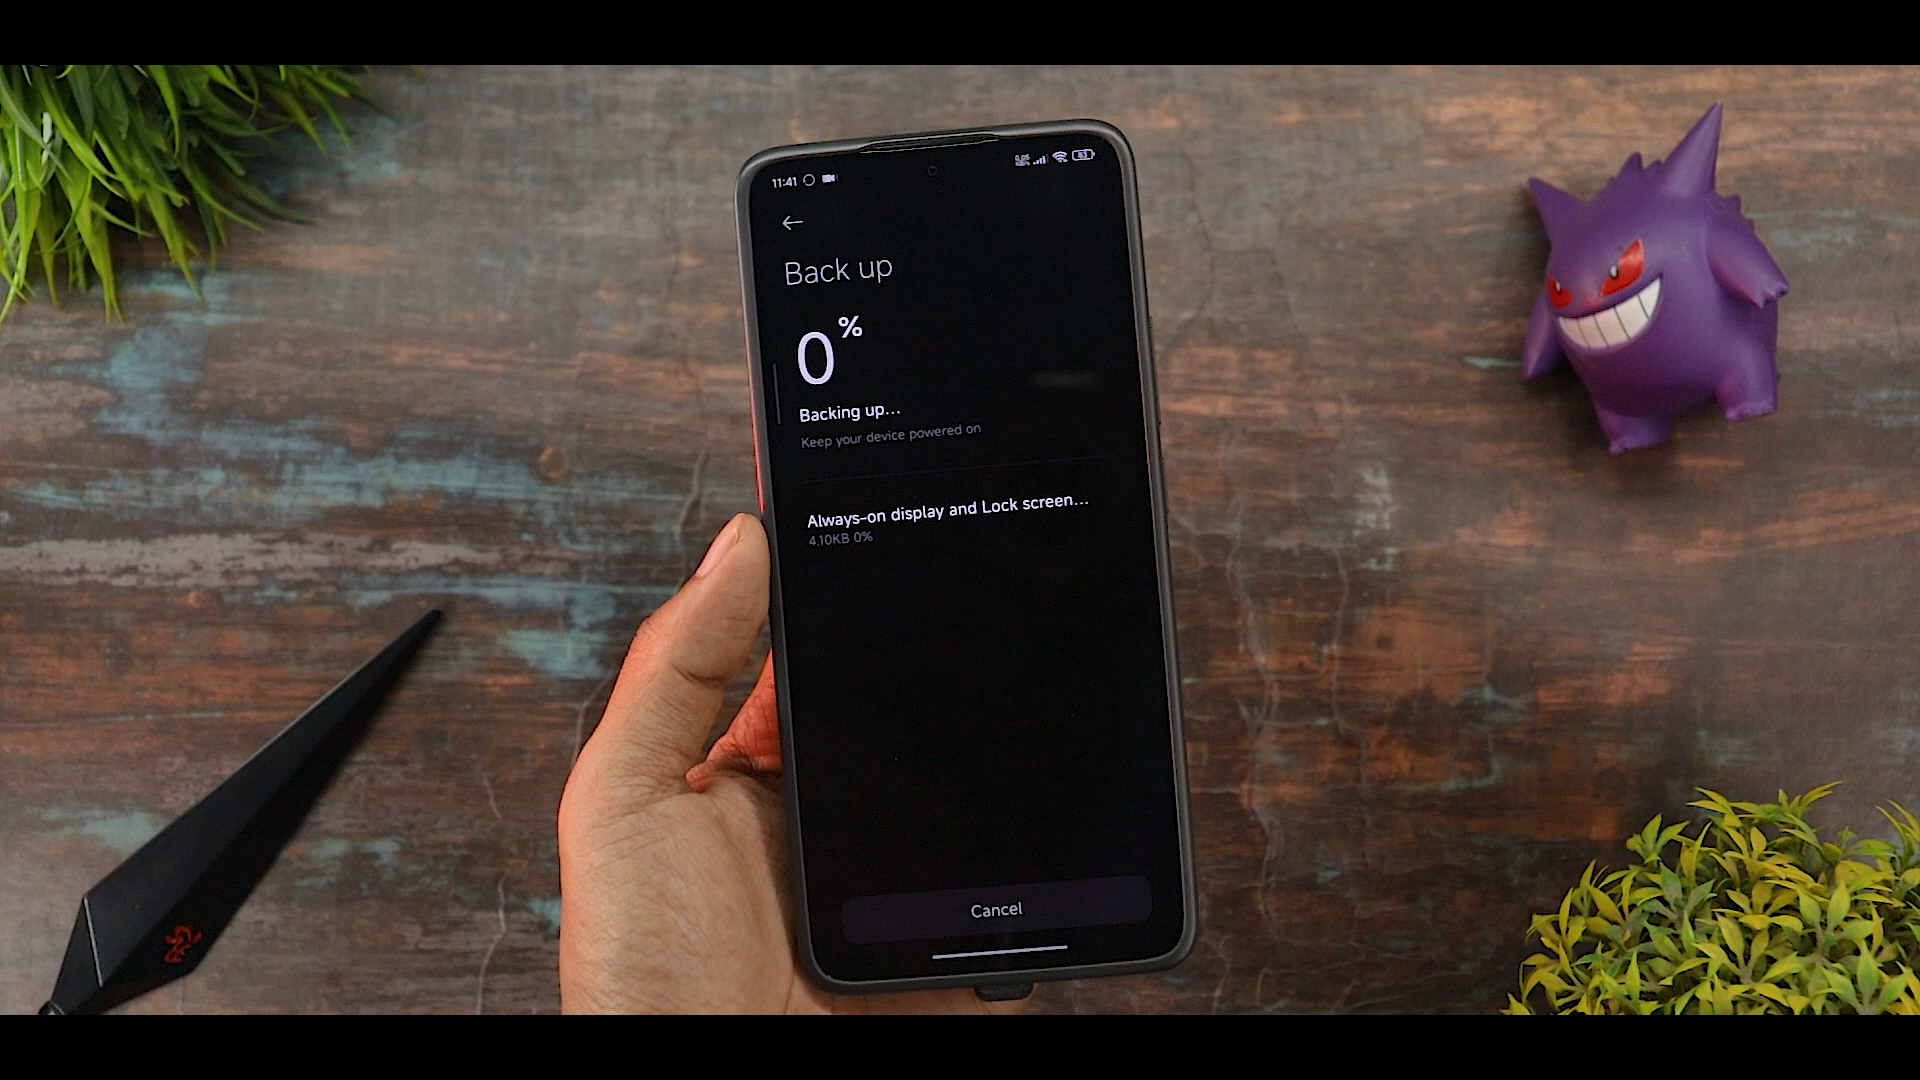 11:41
83
Back up
0%
Backing up...
Keep your device powered on
Always-on display and Lock screen...
4.10KB 0%
Cancel